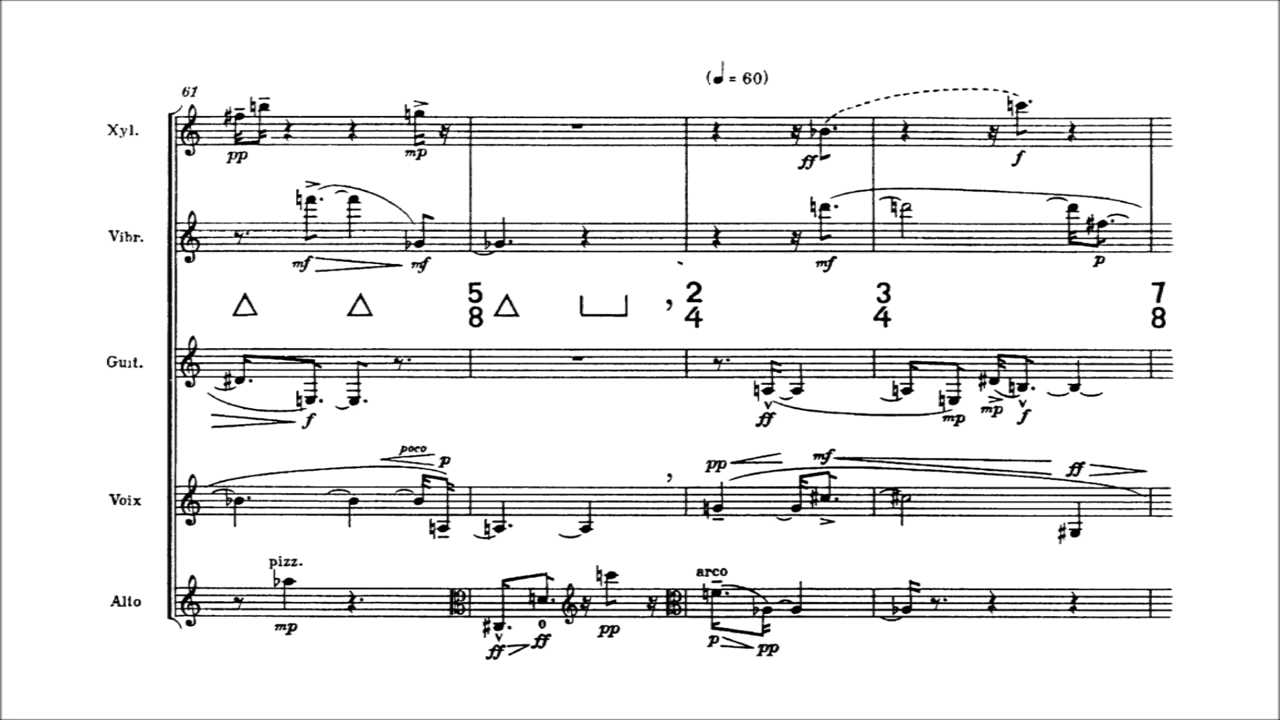 (♩ = 60)
61
Xyl.
pp mp ff f
Vibr.
mf mf mf p
5 2 3 7
8 4 4 8
Guit.
f ff mp mp f
poco
p pp mf ff
Voix
pizz. arco
Alto
mp ff ff pp p pp